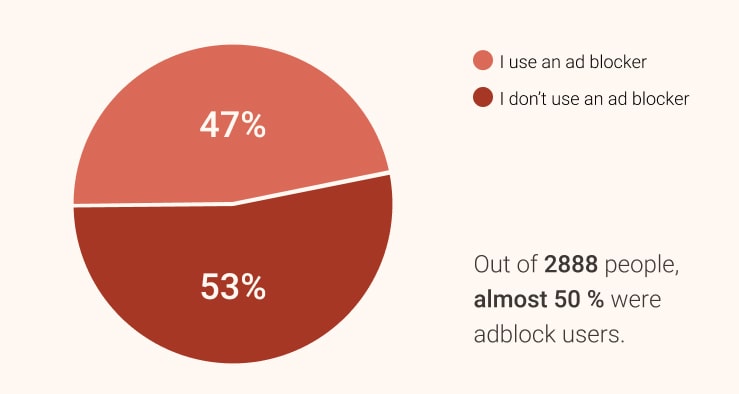 I use an ad blocker
I don't use an ad blocker
47%
53%
Out of 2888 people,
almost 50 % were
adblock users.